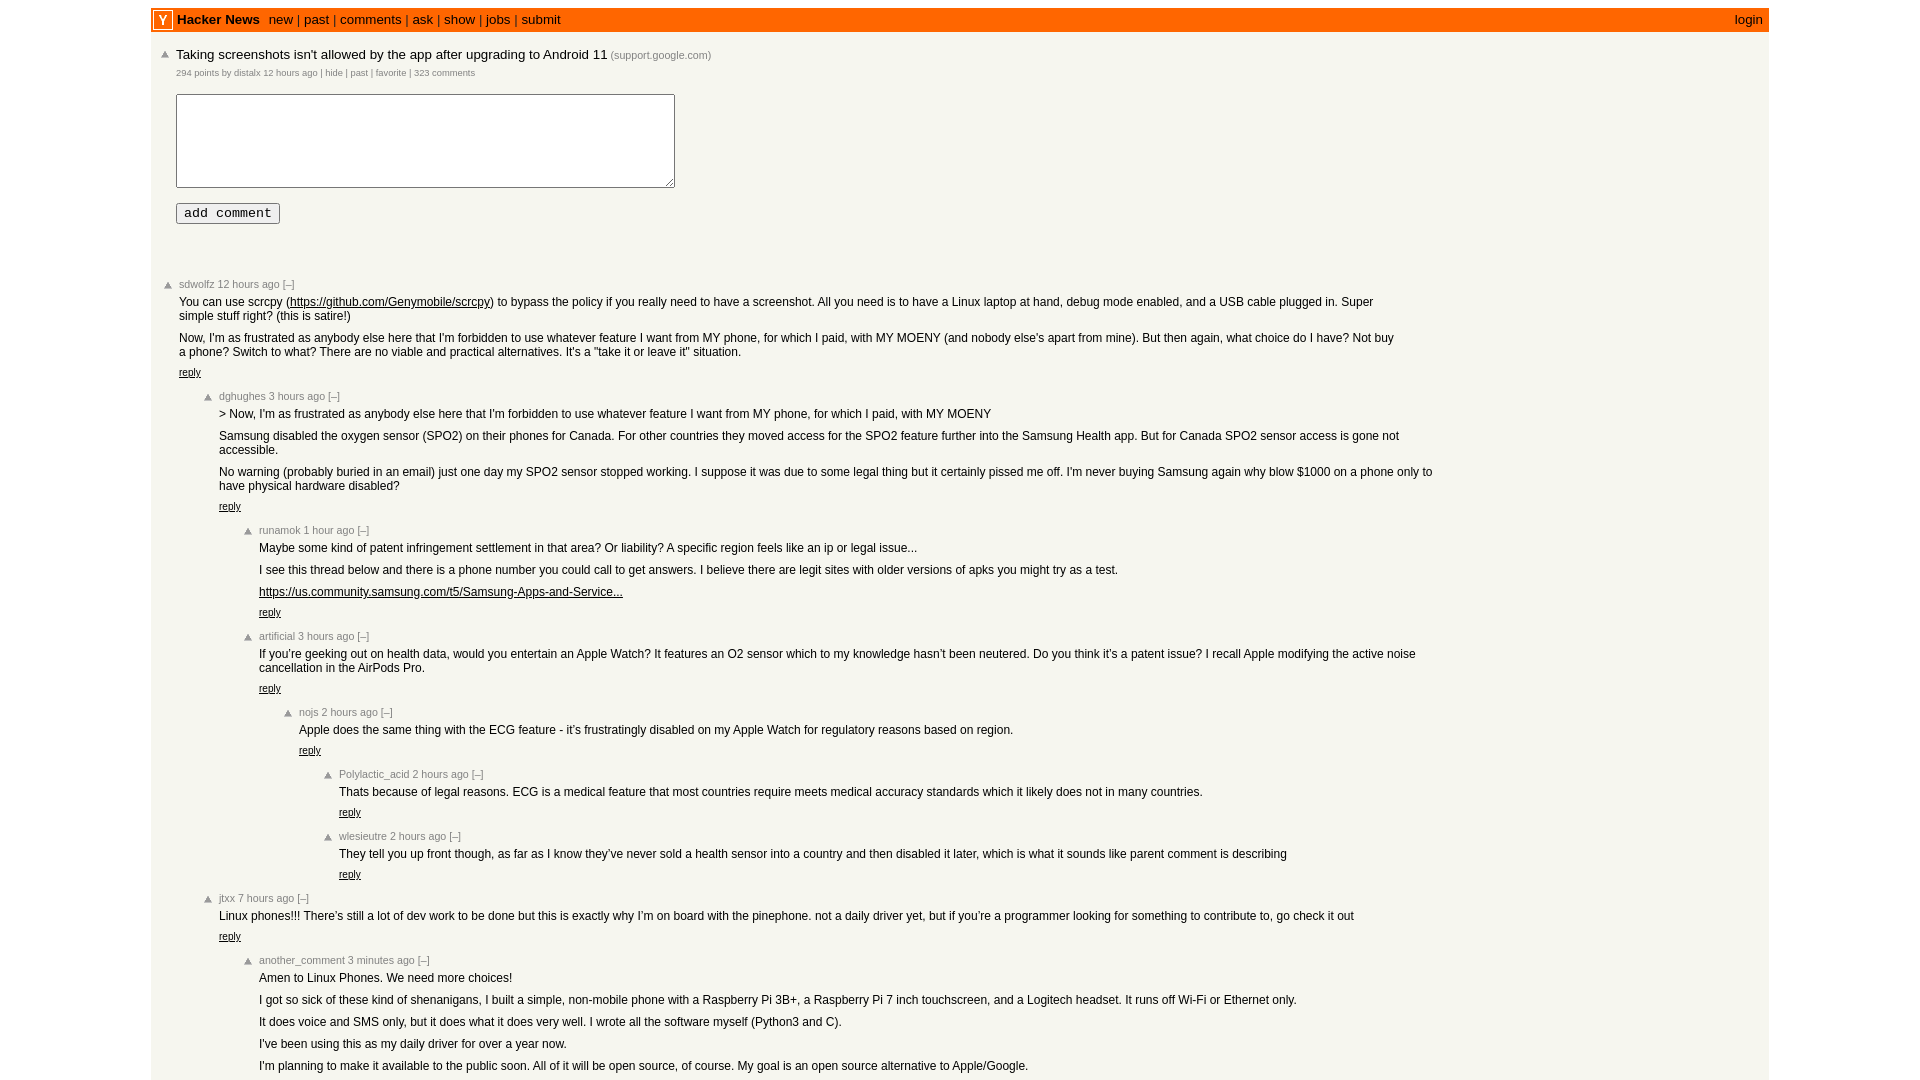 Y Hacker News new | past | comments | ask | show | jobs | submit login
Taking screenshots isn't allowed by the app after upgrading to Android 11 (support.google.com)
294 points by distalx 12 hours ago | hide | past | favorite | 323 comments
add comment
sdwolfz 12 hours ago [–]
You can use scrcpy (https://github.com/Genymobile/scrcpy) to bypass the policy if you really need to have a screenshot. All you need is to have a Linux laptop at hand, debug mode enabled, and a USB cable plugged in. Super
simple stuff right? (this is satire!)
Now, I'm as frustrated as anybody else here that I'm forbidden to use whatever feature I want from MY phone, for which I paid, with MY MOENY (and nobody else's apart from mine). But then again, what choice do I have? Not buy
a phone? Switch to what? There are no viable and practical alternatives. It's a "take it or leave it" situation.
reply
dghughes 3 hours ago [–]
> Now, I'm as frustrated as anybody else here that I'm forbidden to use whatever feature I want from MY phone, for which I paid, with MY MOENY
Samsung disabled the oxygen sensor (SPO2) on their phones for Canada. For other countries they moved access for the SPO2 feature further into the Samsung Health app. But for Canada SPO2 sensor access is gone not
accessible.
No warning (probably buried in an email) just one day my SPO2 sensor stopped working. I suppose it was due to some legal thing but it certainly pissed me off. I'm never buying Samsung again why blow $1000 on a phone only to
have physical hardware disabled?
reply
runamok 1 hour ago [–]
Maybe some kind of patent infringement settlement in that area? Or liability? A specific region feels like an ip or legal issue...
I see this thread below and there is a phone number you could call to get answers. I believe there are legit sites with older versions of apks you might try as a test.
https://us.community.samsung.com/t5/Samsung-Apps-and-Service...
reply
artificial 3 hours ago [–]
If you’re geeking out on health data, would you entertain an Apple Watch? It features an O2 sensor which to my knowledge hasn’t been neutered. Do you think it’s a patent issue? I recall Apple modifying the active noise
cancellation in the AirPods Pro.
reply
nojs 2 hours ago [–]
Apple does the same thing with the ECG feature - it’s frustratingly disabled on my Apple Watch for regulatory reasons based on region.
reply
Polylactic_acid 2 hours ago [–]
Thats because of legal reasons. ECG is a medical feature that most countries require meets medical accuracy standards which it likely does not in many countries.
reply
wlesieutre 2 hours ago [–]
They tell you up front though, as far as I know they’ve never sold a health sensor into a country and then disabled it later, which is what it sounds like parent comment is describing
reply
jtxx 7 hours ago [–]
Linux phones!!! There’s still a lot of dev work to be done but this is exactly why I’m on board with the pinephone. not a daily driver yet, but if you’re a programmer looking for something to contribute to, go check it out
reply
another_comment 3 minutes ago [–]
Amen to Linux Phones. We need more choices!
I got so sick of these kind of shenanigans, I built a simple, non-mobile phone with a Raspberry Pi 3B+, a Raspberry Pi 7 inch touchscreen, and a Logitech headset. It runs off Wi-Fi or Ethernet only.
It does voice and SMS only, but it does what it does very well. I wrote all the software myself (Python3 and C).
I've been using this as my daily driver for over a year now.
I'm planning to make it available to the public soon. All of it will be open source, of course. My goal is an open source alternative to Apple/Google.